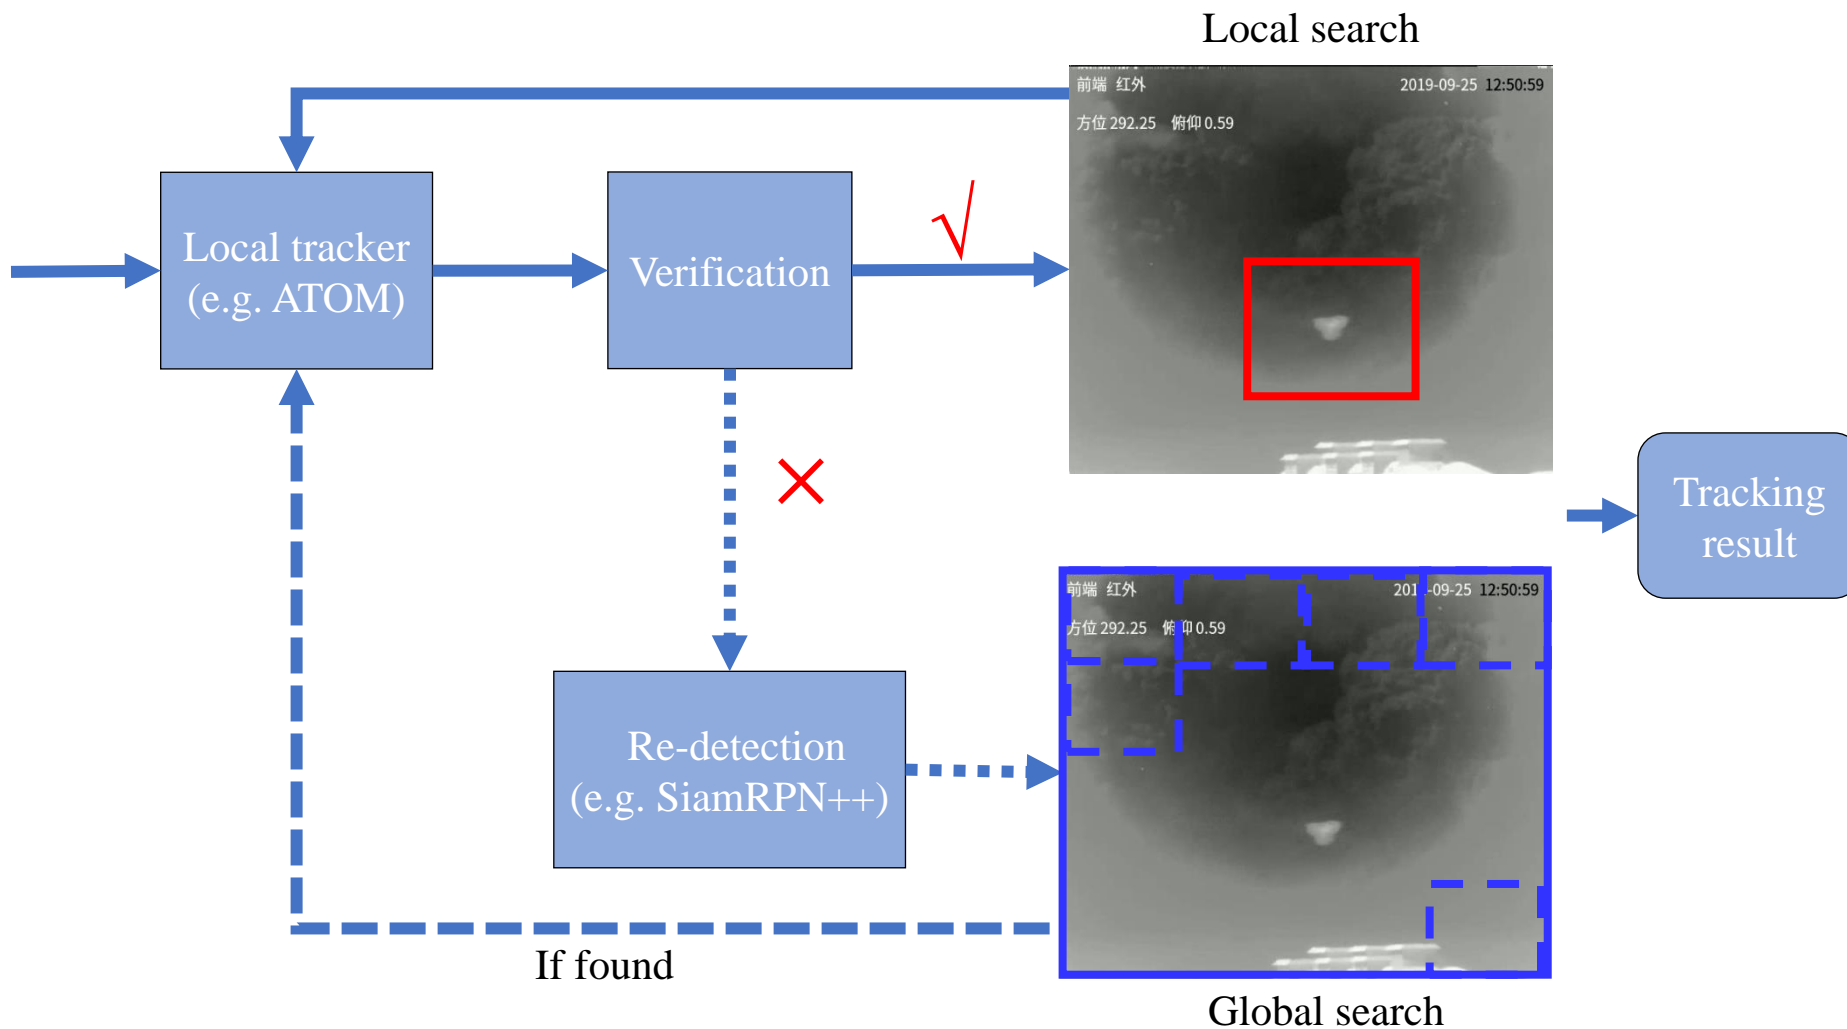 Local search
前端 红外 2019-09-25 12:50:59
方位 292.25 俯仰 0.59
Local tracker
(e.g. ATOM)
Verification
√
×
Tracking
result
前端 红外 -09-25 12:50:59
方位 292.25 俯仰 0.59
Re-detection
(e.g. SiamRPN++)
If found
Global search